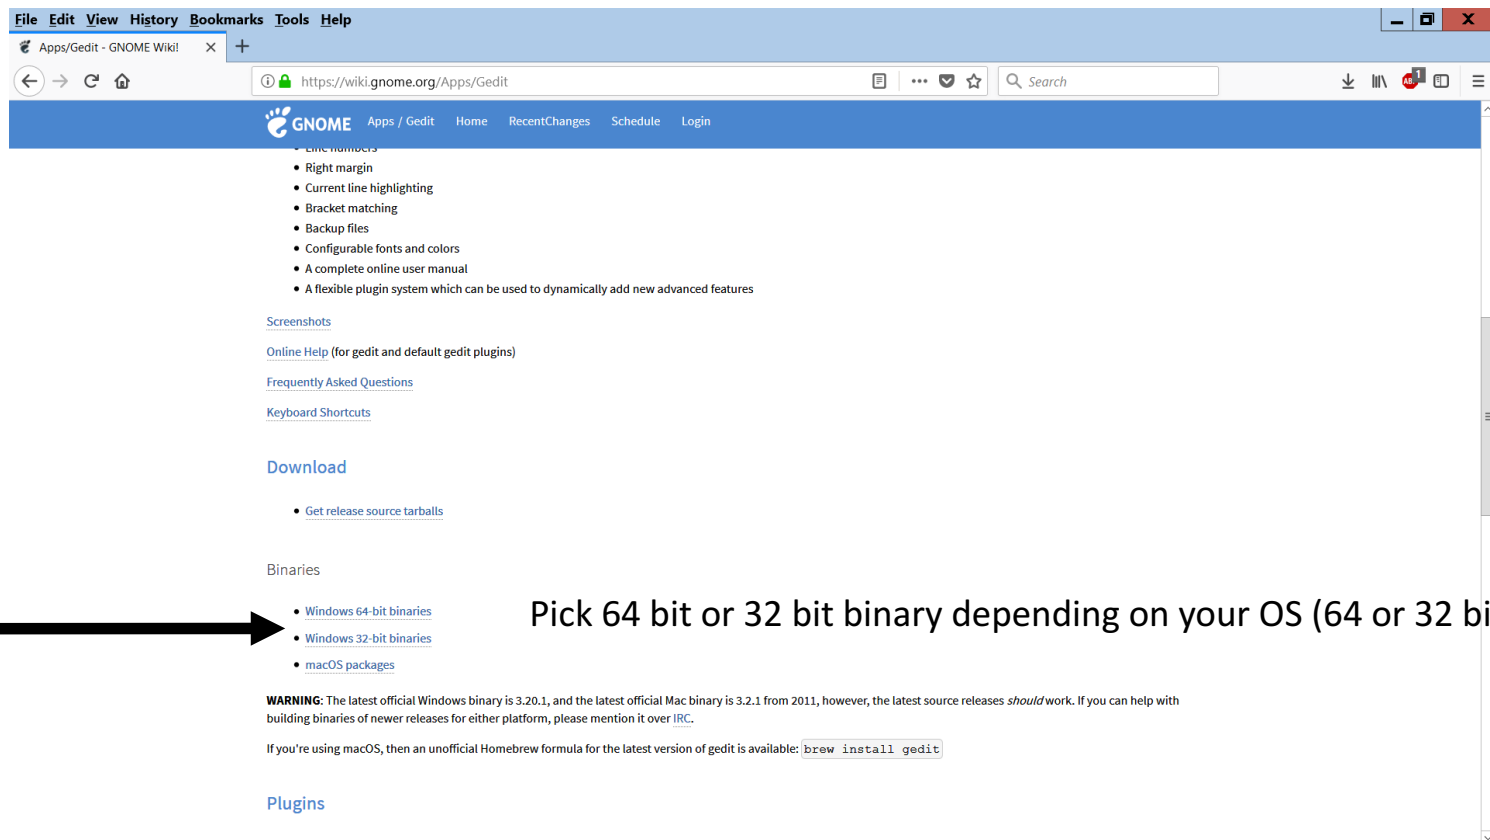 File Edit View History Bookmarks Tools Help
Apps/Gedit - GNOME Wiki!
https://wiki.gnome.org/Apps/Gedit
Search
ABP 1
GNOME Apps / Gedit Home RecentChanges Schedule Login
Line numbers
Right margin
Current line highlighting
Bracket matching
Backup files
Configurable fonts and colors
A complete online user manual
A flexible plugin system which can be used to dynamically add new advanced features
Screenshots
Online Help (for gedit and default gedit plugins)
Frequently Asked Questions
Keyboard Shortcuts
Download
Get release source tarballs
Binaries
Windows 64-bit binaries
Windows 32-bit binaries
macOS packages
Pick 64 bit or 32 bit binary depending on your OS (64 or 32 bi
WARNING: The latest official Windows binary is 3.20.1, and the latest official Mac binary is 3.2.1 from 2011, however, the latest source releases should work. If you can help with
building binaries of newer releases for either platform, please mention it over IRC.
If you're using macOS, then an unofficial Homebrew formula for the latest version of gedit is available: brew install gedit
Plugins